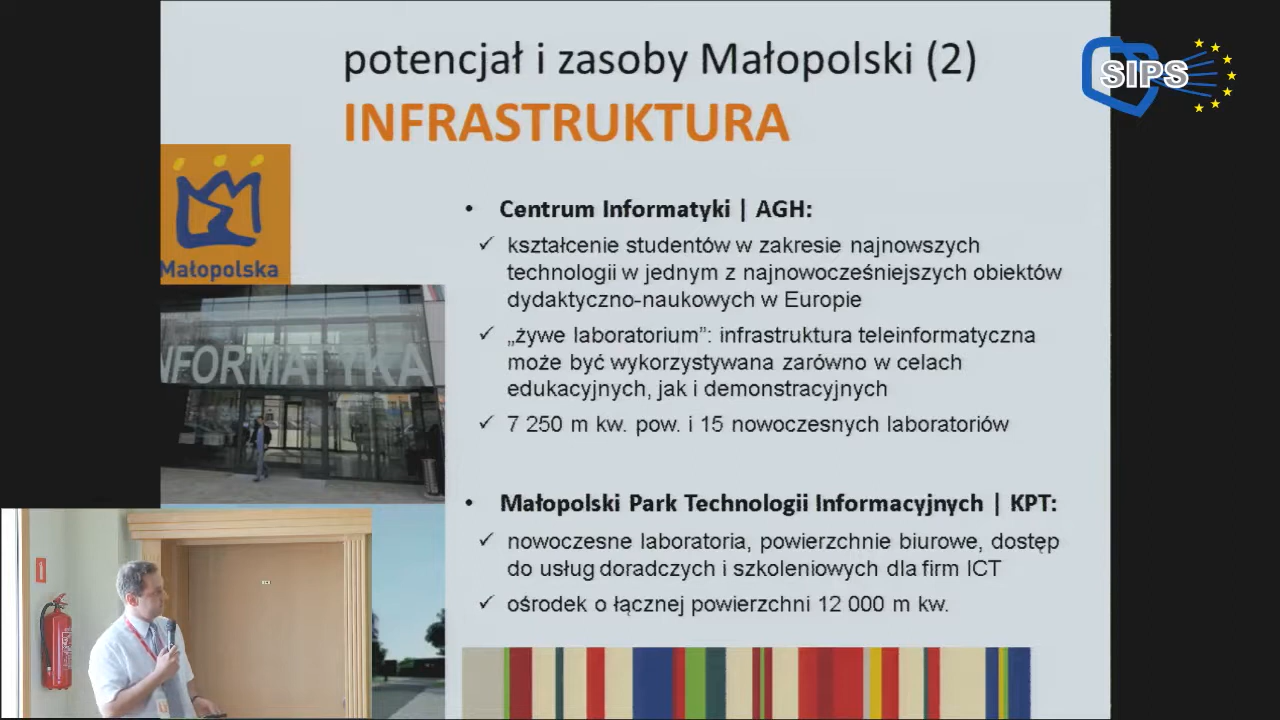 potencjał i zasoby Małopolski (2)
INFRASTRUKTURA
SIPS
Małopolska
NFORMATYKA
• Centrum Informatyki | AGH:
✓ kształcenie studentów w zakresie najnowszych
technologii w jednym z najnowocześniejszych obiektów
dydaktyczno-naukowych w Europie
✓ „żywe laboratorium”: infrastruktura teleinformatyczna
może być wykorzystywana zarówno w celach
edukacyjnych, jak i demonstracyjnych
✓ 7 250 m kw. pow. i 15 nowoczesnych laboratoriów
• Małopolski Park Technologii Informacyjnych | KPT:
✓ nowoczesne laboratoria, powierzchnie biurowe, dostęp
do usług doradczych i szkoleniowych dla firm ICT
✓ ośrodek o łącznej powierzchni 12 000 m kw.